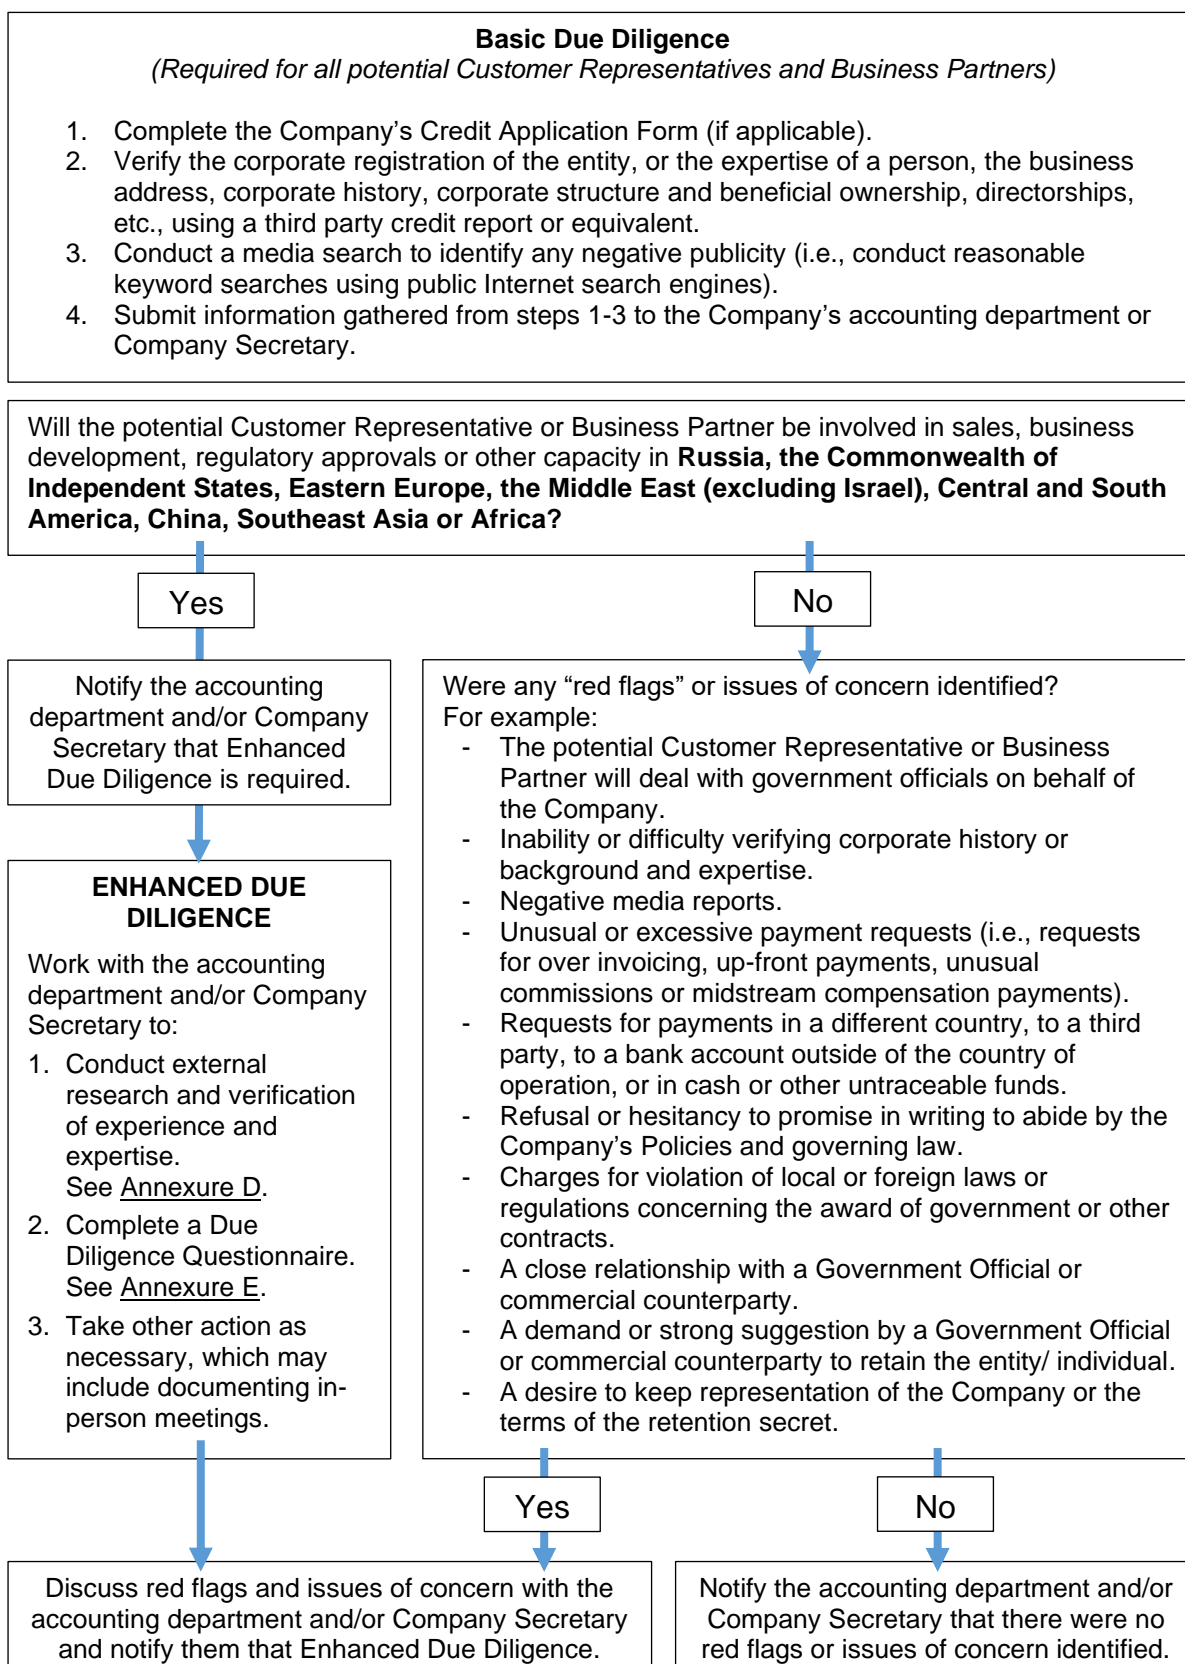 Basic Due Diligence
(Required for all potential Customer Representatives and Business Partners)
1. Complete the Company’s Credit Application Form (if applicable).
2. Verify the corporate registration of the entity, or the expertise of a person, the business
address, corporate history, corporate structure and beneficial ownership, directorships,
etc., using a third party credit report or equivalent.
3. Conduct a media search to identify any negative publicity (i.e., conduct reasonable
keyword searches using public Internet search engines).
4. Submit information gathered from steps 1-3 to the Company’s accounting department or
Company Secretary.
Will the potential Customer Representative or Business Partner be involved in sales, business
development, regulatory approvals or other capacity in Russia, the Commonwealth of
Independent States, Eastern Europe, the Middle East (excluding Israel), Central and South
America, China, Southeast Asia or Africa?
Yes
No
Notify the accounting
department and/or Company
Secretary that Enhanced
Due Diligence is required.
ENHANCED DUE
DILIGENCE
Work with the accounting
department and/or Company
Secretary to:
1. Conduct external
research and verification
of experience and
expertise.
See Annexure D.
2. Complete a Due
Diligence Questionnaire.
See Annexure E.
3. Take other action as
necessary, which may
include documenting in-
person meetings.
Were any “red flags” or issues of concern identified?
For example:
- The potential Customer Representative or Business
Partner will deal with government officials on behalf of
the Company.
- Inability or difficulty verifying corporate history or
background and expertise.
- Negative media reports.
- Unusual or excessive payment requests (i.e., requests
for over invoicing, up-front payments, unusual
commissions or midstream compensation payments).
- Requests for payments in a different country, to a third
party, to a bank account outside of the country of
operation, or in cash or other untraceable funds.
- Refusal or hesitancy to promise in writing to abide by the
Company’s Policies and governing law.
- Charges for violation of local or foreign laws or
regulations concerning the award of government or other
contracts.
- A close relationship with a Government Official or
commercial counterparty.
- A demand or strong suggestion by a Government Official
or commercial counterparty to retain the entity/ individual.
- A desire to keep representation of the Company or the
terms of the retention secret.
Yes
No
Discuss red flags and issues of concern with the
accounting department and/or Company Secretary
and notify them that Enhanced Due Diligence.
Notify the accounting department and/or
Company Secretary that there were no
red flags or issues of concern identified.